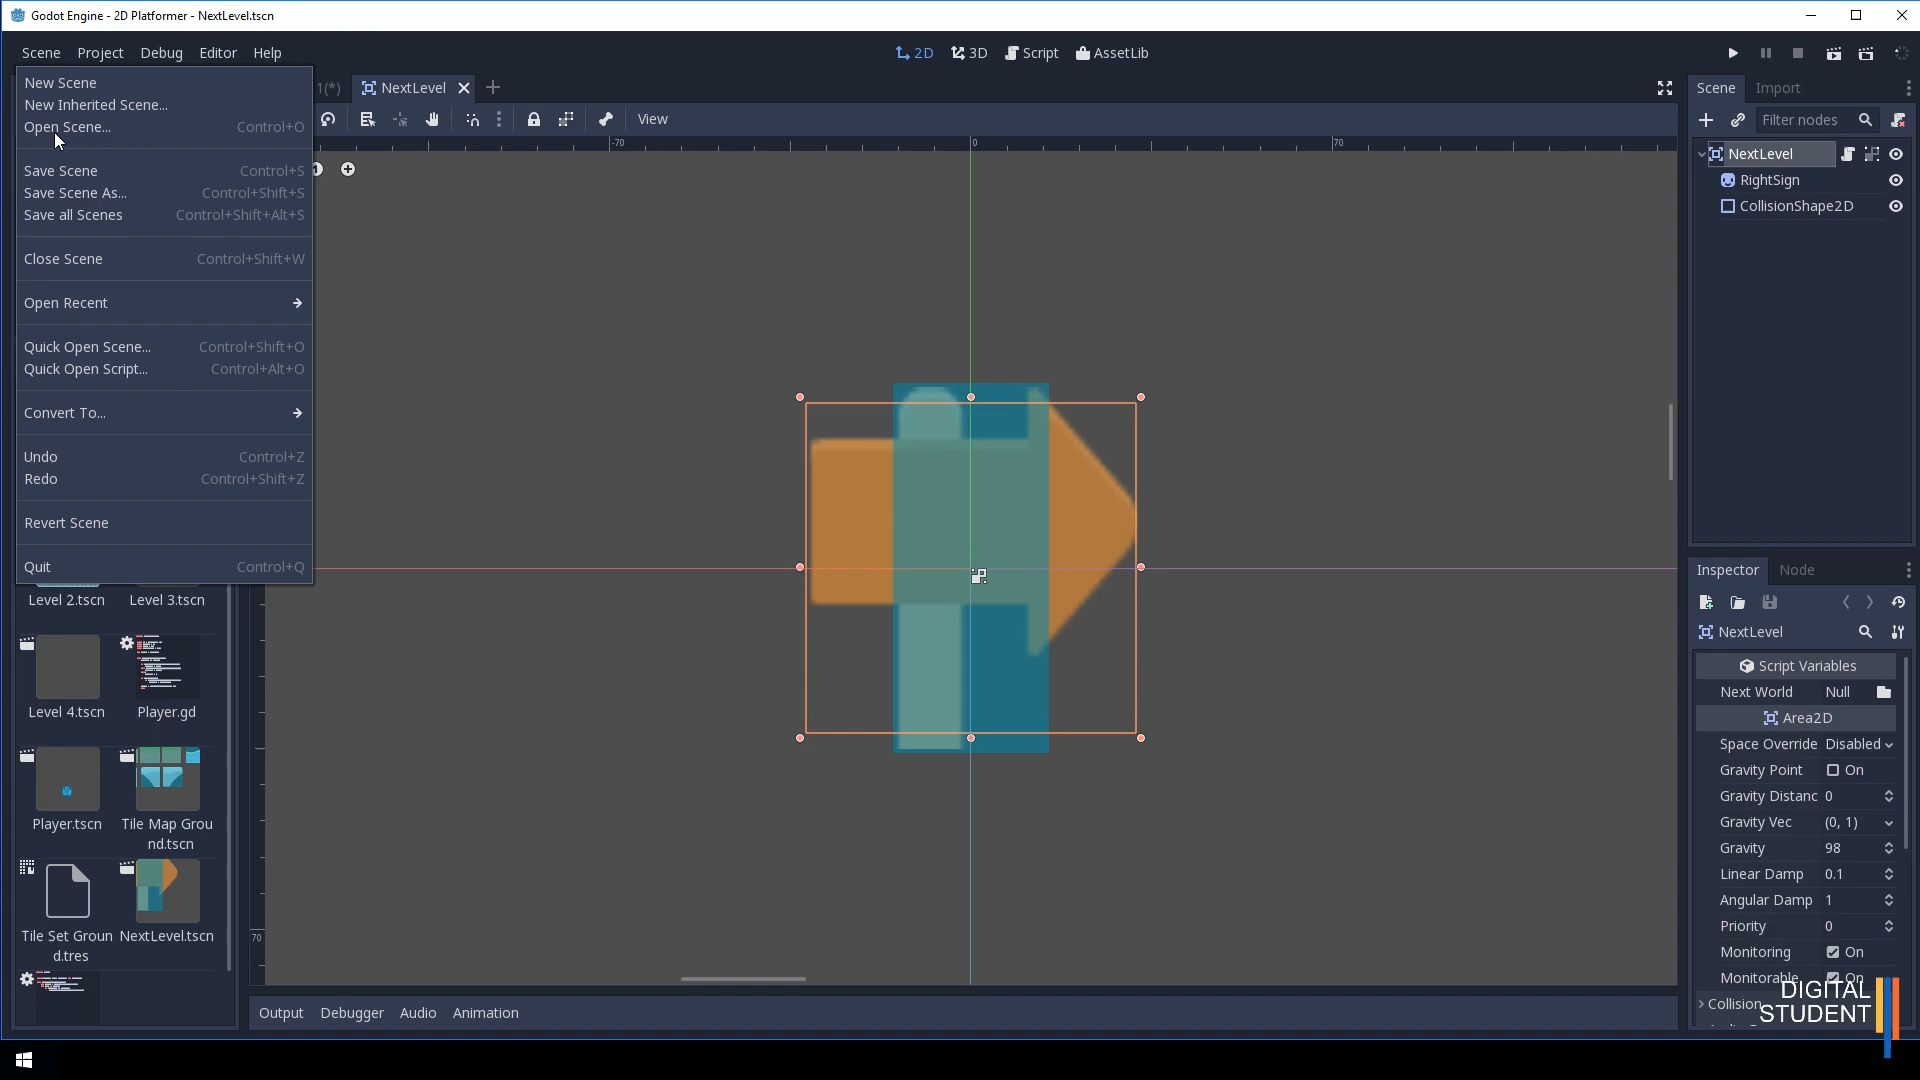 Godot Engine - 2D Platformer - NextLevel.tscn
Scene Project Debug Editor Help
2D 3D Script AssetLib
New Scene
New Inherited Scene...
Open Scene... Control+O
Save Scene Control+S
Save Scene As... Control+Shift+S
Save all Scenes Control+Shift+Alt+S
Close Scene Control+Shift+W
Open Recent
Quick Open Scene... Control+Shift+O
Quick Open Script... Control+Alt+O
Convert To...
Undo Control+Z
Redo Control+Shift+Z
Revert Scene
Quit Control+Q
1(*) NextLevel
View
-70 0 70
70
Level 2.tscn Level 3.tscn
Level 4.tscn Player.gd
Player.tscn Tile Map Grou
nd.tscn
Tile Set Groun NextLevel.tscn
d.tres
Output Debugger Audio Animation
Scene Import
Filter nodes
NextLevel
RightSign
CollisionShape2D
Inspector Node
NextLevel
Script Variables
Next World Null
Area2D
Space Override Disabled
Gravity Point On
Gravity Distanc 0
Gravity Vec (0, 1)
Gravity 98
Linear Damp 0.1
Angular Damp 1
Priority 0
Monitoring On
Monitorable On
Collision
DIGITAL
STUDENT